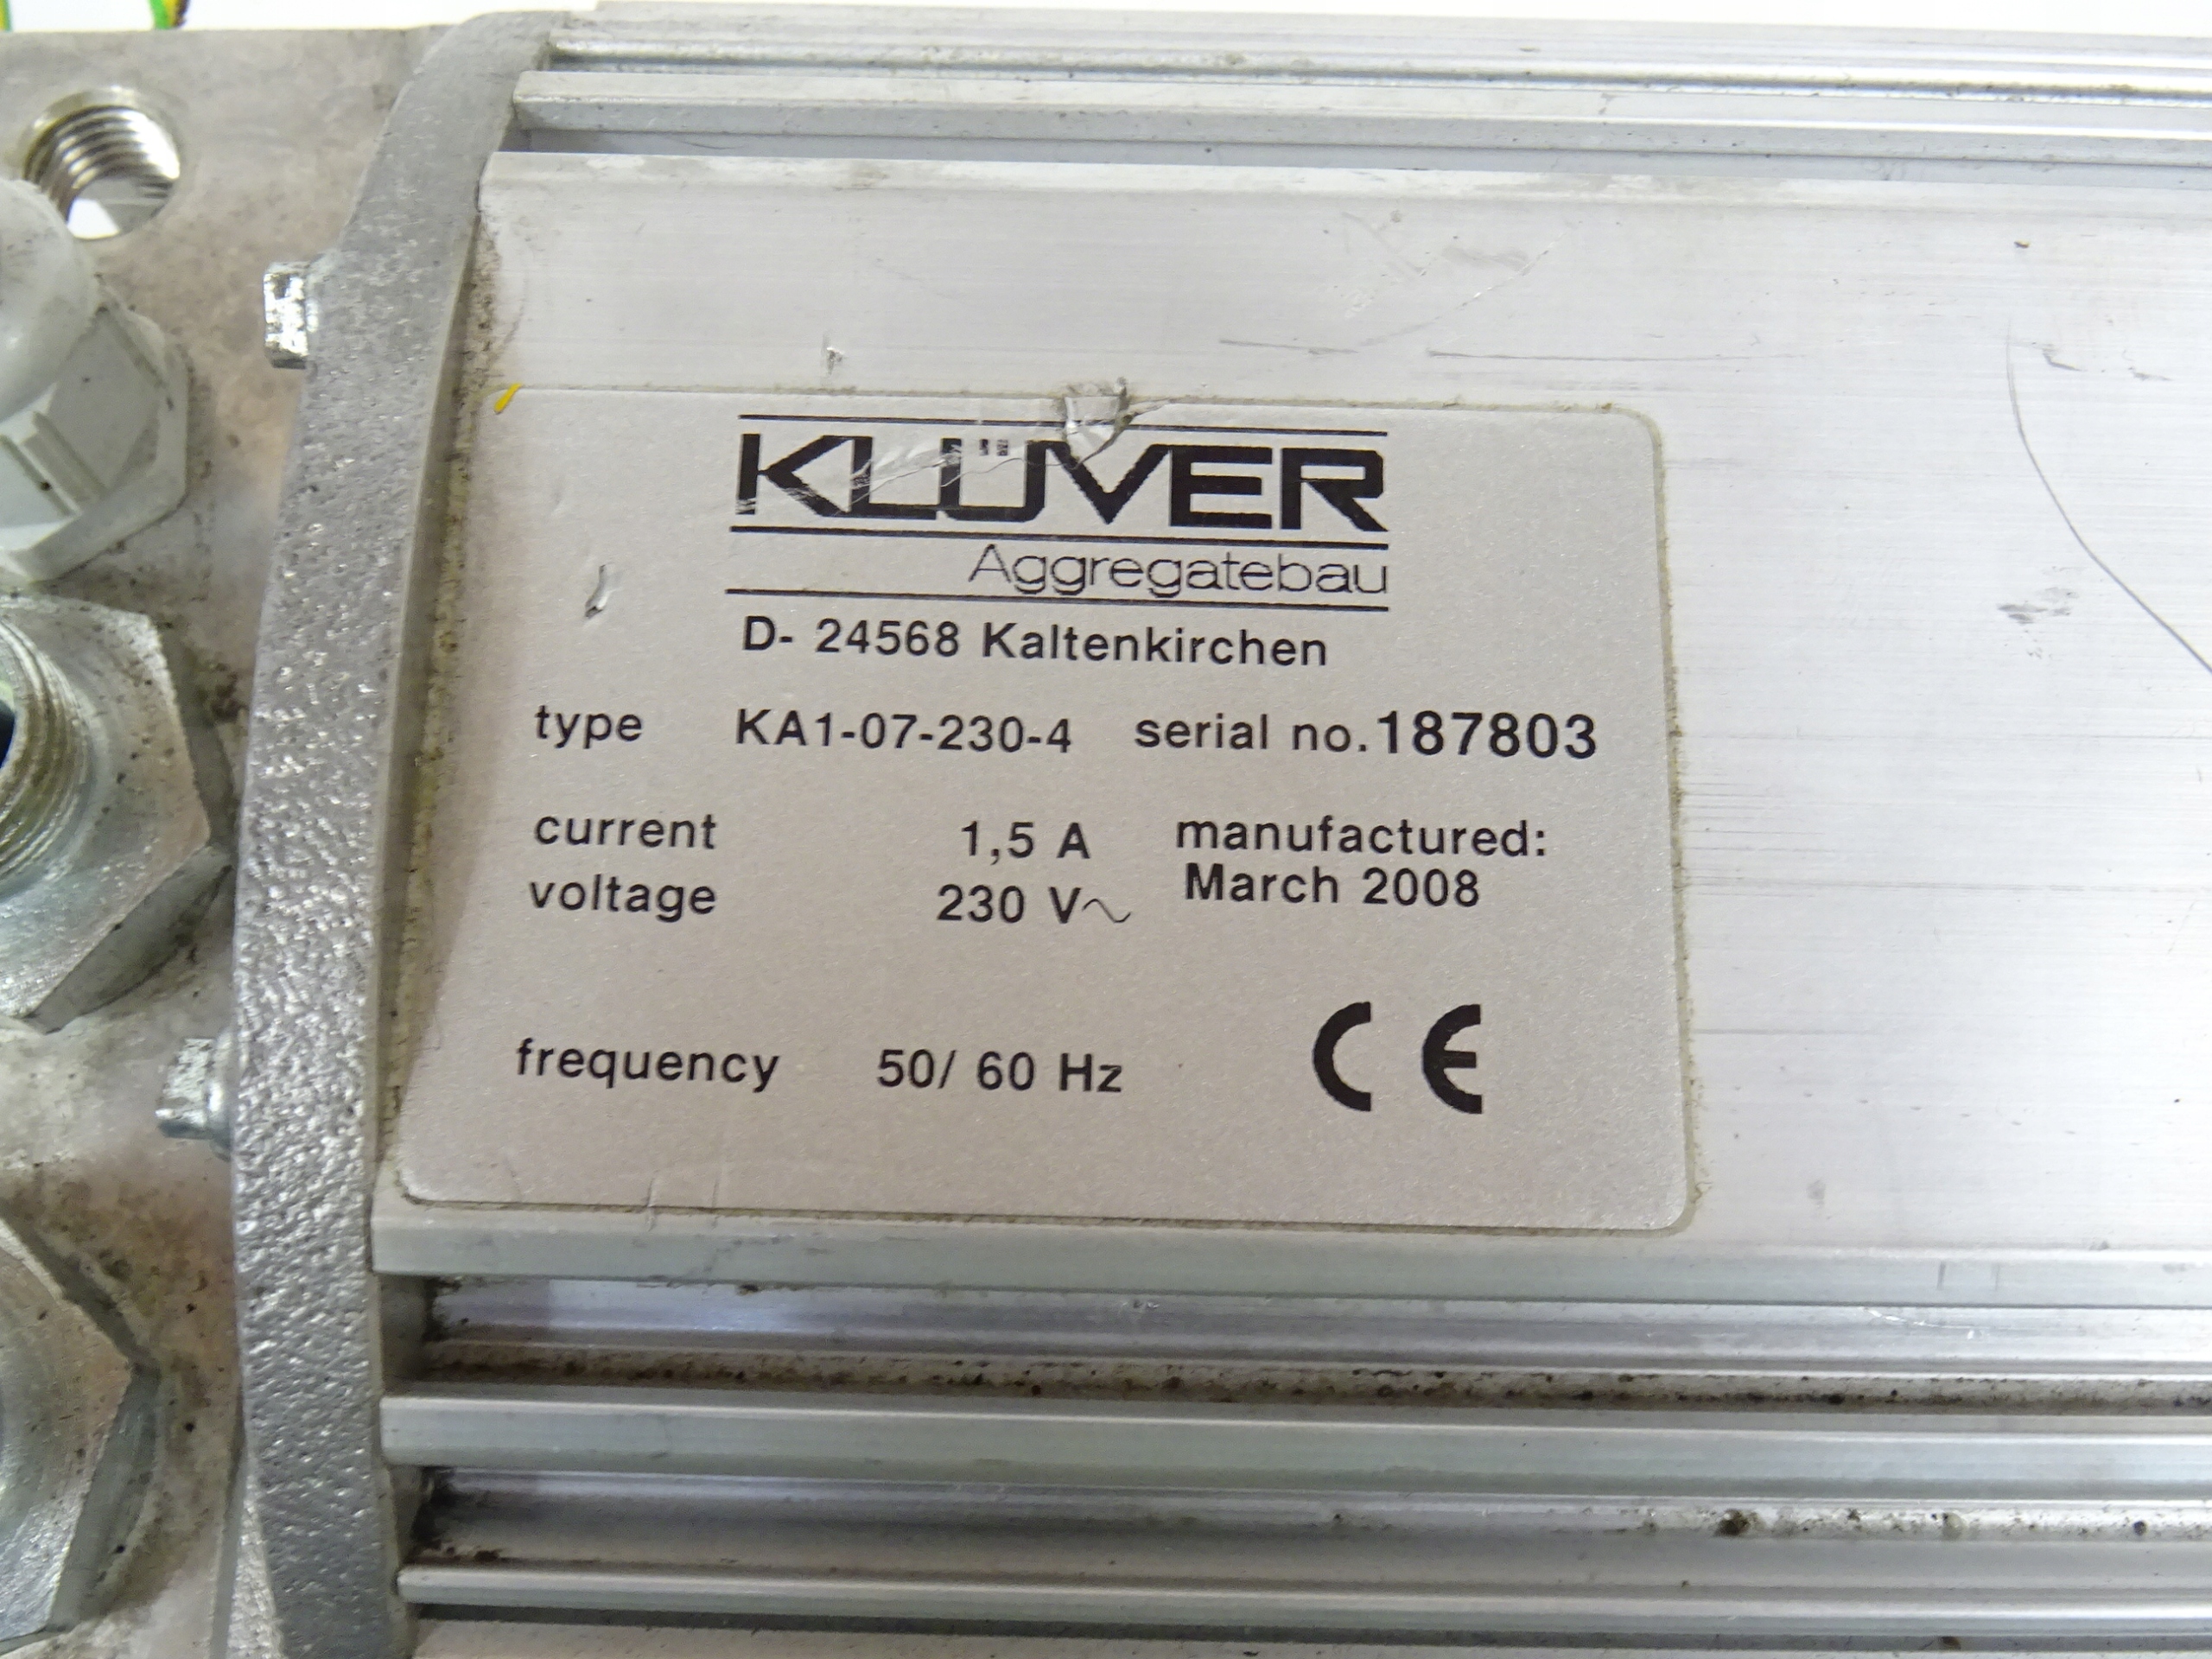 KLÜVER
Aggregatebau
D- 24568 Kaltenkirchen
type KA1-07-230-4 serial no. 187803
current 1,5 A manufactured:
voltage 230 V~ March 2008
frequency 50/ 60 Hz CE